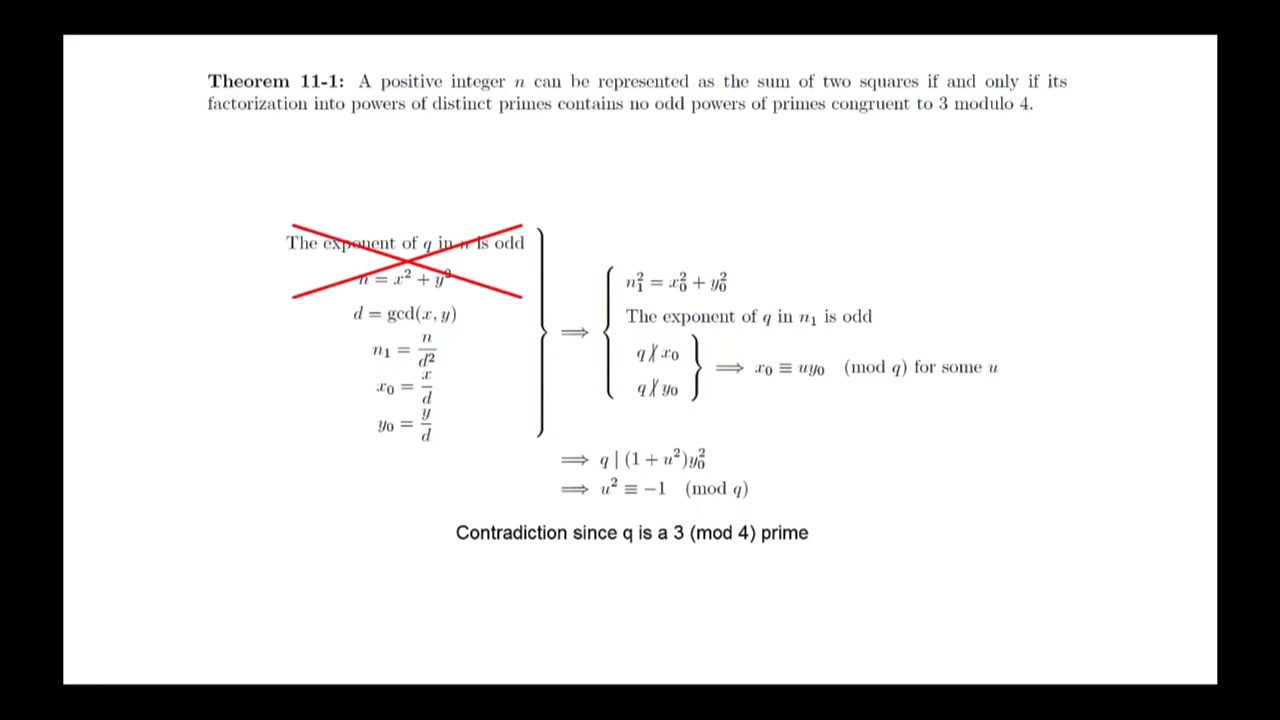 Theorem 11-1: A positive integer n can be represented as the sum of two squares if and only if its
factorization into powers of distinct primes contains no odd powers of primes congruent to 3 modulo 4.
The exponent of q in n is odd
n = x² + y²
d = gcd(x, y)
n₁ = n/d²
x₀ = x/d
y₀ = y/d
⟹
n₁² = x₀² + y₀²
The exponent of q in n₁ is odd
q ∤ x₀
q ∤ y₀
⟹ x₀ ≡ uy₀ (mod q) for some u
⟹ q | (1 + u²)y₀²
⟹ u² ≡ −1 (mod q)
Contradiction since q is a 3 (mod 4) prime